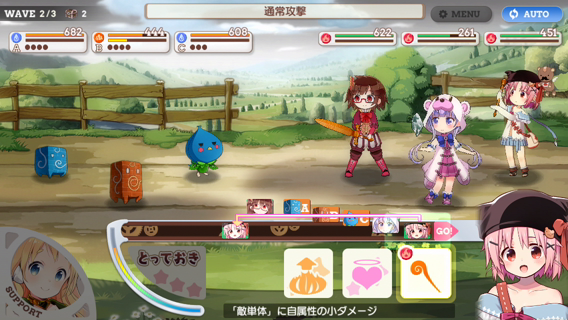 WAVE 2/3
2
通常攻撃
MENU
AUTO
682
A
444
B
608
C
622
261
451
A
B
C
GO!
とっておき
SUPPORT
「敵単体」に自属性の小ダメージ